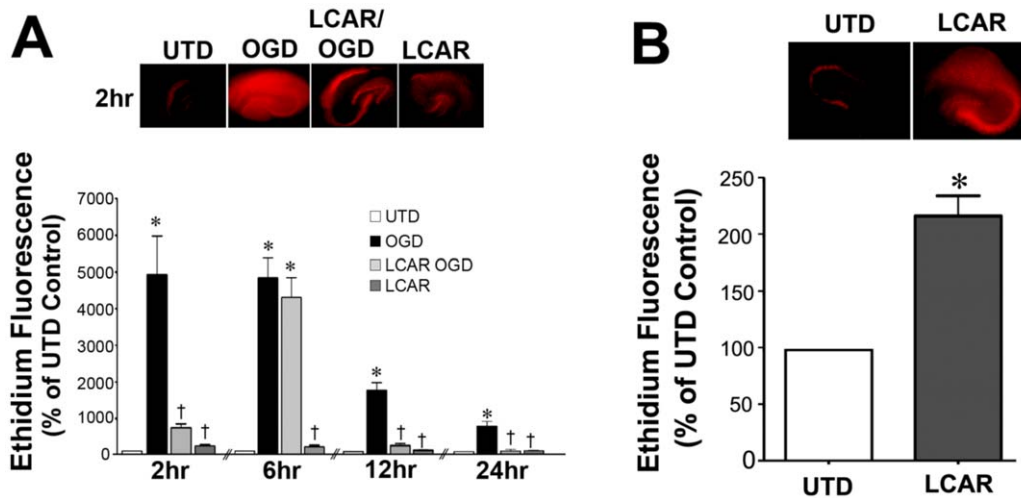 A
UTD
OGD
LCAR/
OGD
LCAR
2hr
Ethidium Fluorescence
(% of UTD Control)
7000
6000
5000
4000
3000
2000
1000
0
* † †
* * †
* † †
* † †
UTD
OGD
LCAR OGD
LCAR
2hr // 6hr // 12hr // 24hr
B
UTD LCAR
Ethidium Fluorescence
(% of UTD Control)
250
200
150
100
50
0
*
UTD LCAR